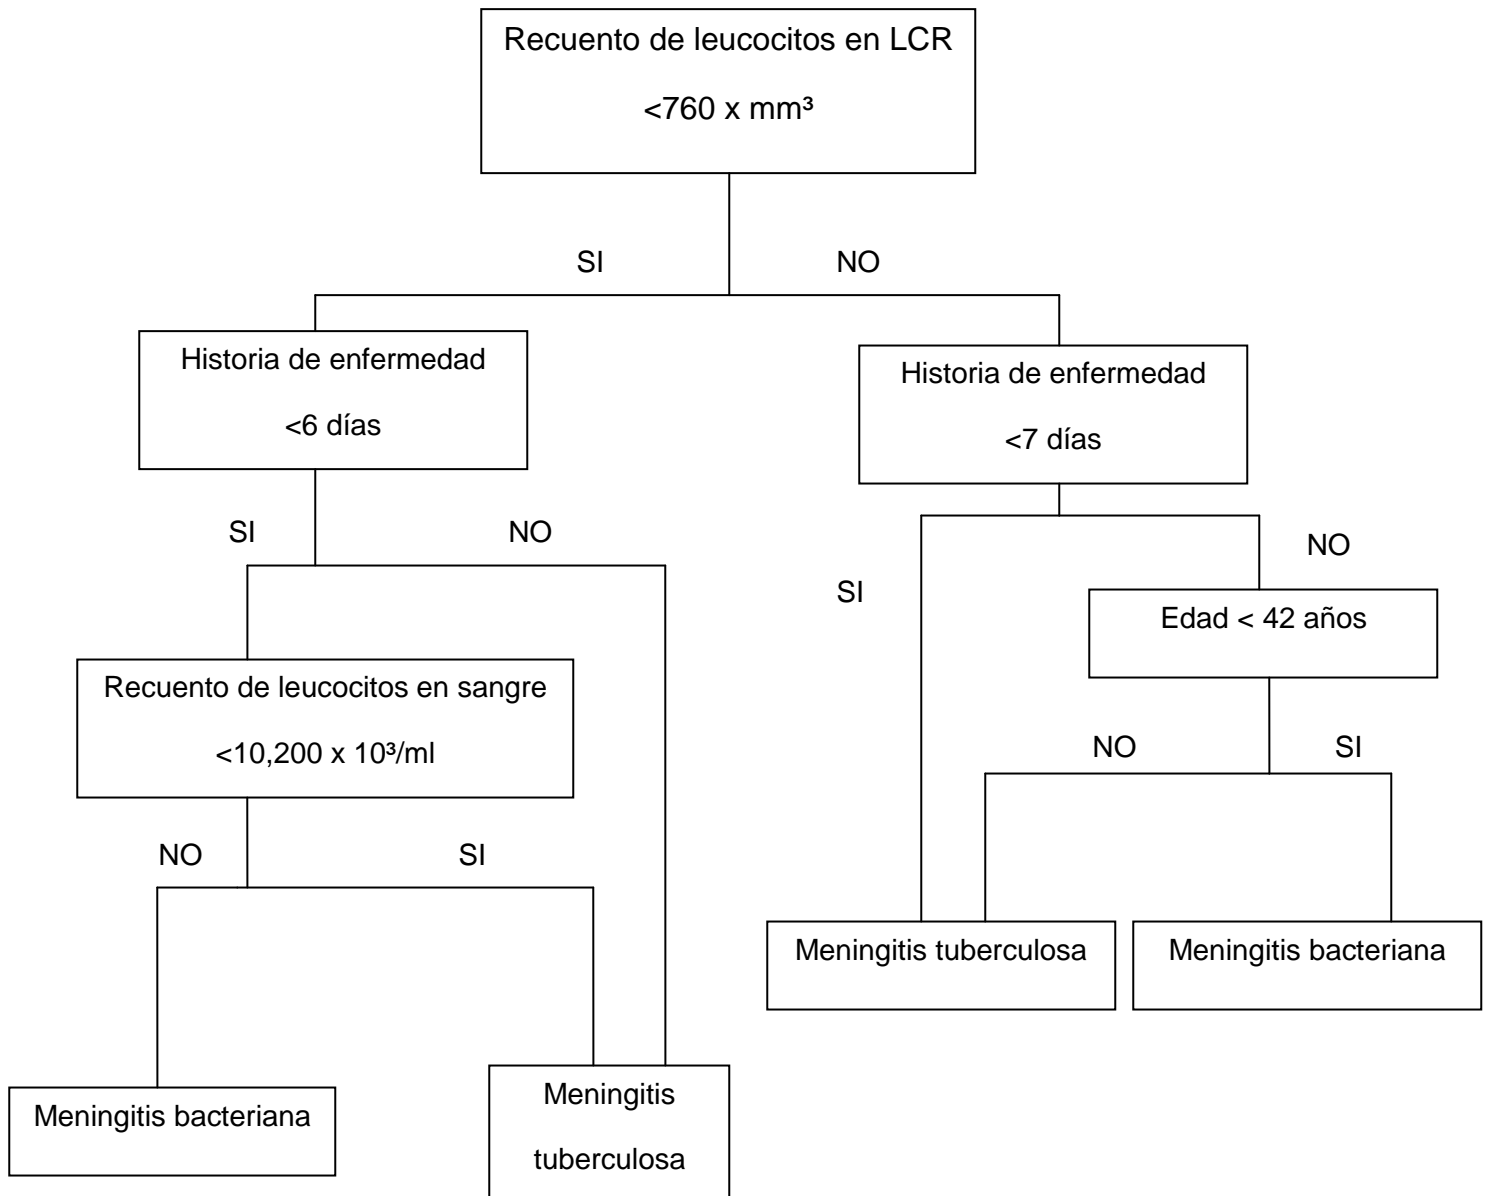 Recuento de leucocitos en LCR
<760 x mm³
SI
NO
Historia de enfermedad
<6 días
Historia de enfermedad
<7 días
SI
NO
SI
NO
Edad < 42 años
Recuento de leucocitos en sangre
<10,200 x 10³/ml
NO
SI
NO
SI
Meningitis tuberculosa
Meningitis bacteriana
Meningitis bacteriana
Meningitis
tuberculosa